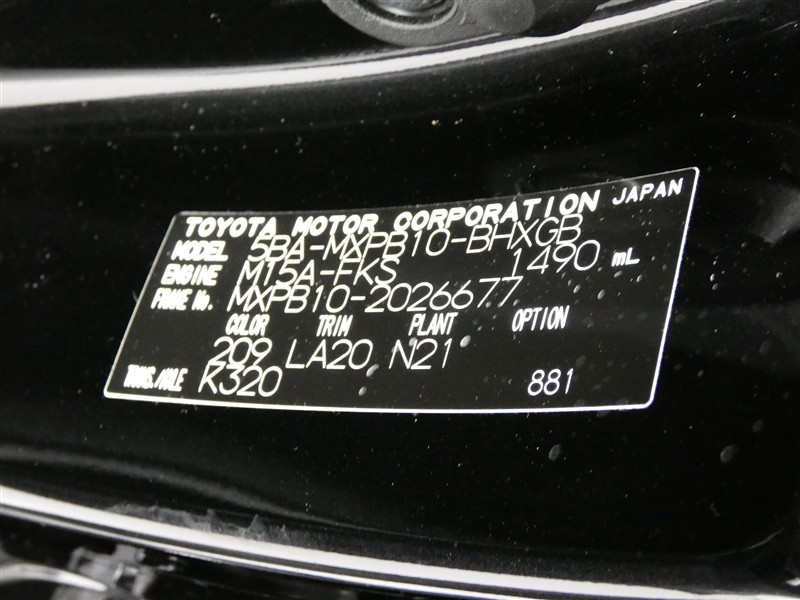 TOYOTA MOTOR CORPORATION JAPAN
MODEL 5BA-MXPB10-BHXGB
ENGINE M15A-FKS 1490 mL
FRAME No. MXPB10-2026677
COLOR TRIM PLANT OPTION
209 LA20 N21
TRANS./AXLE K320 881